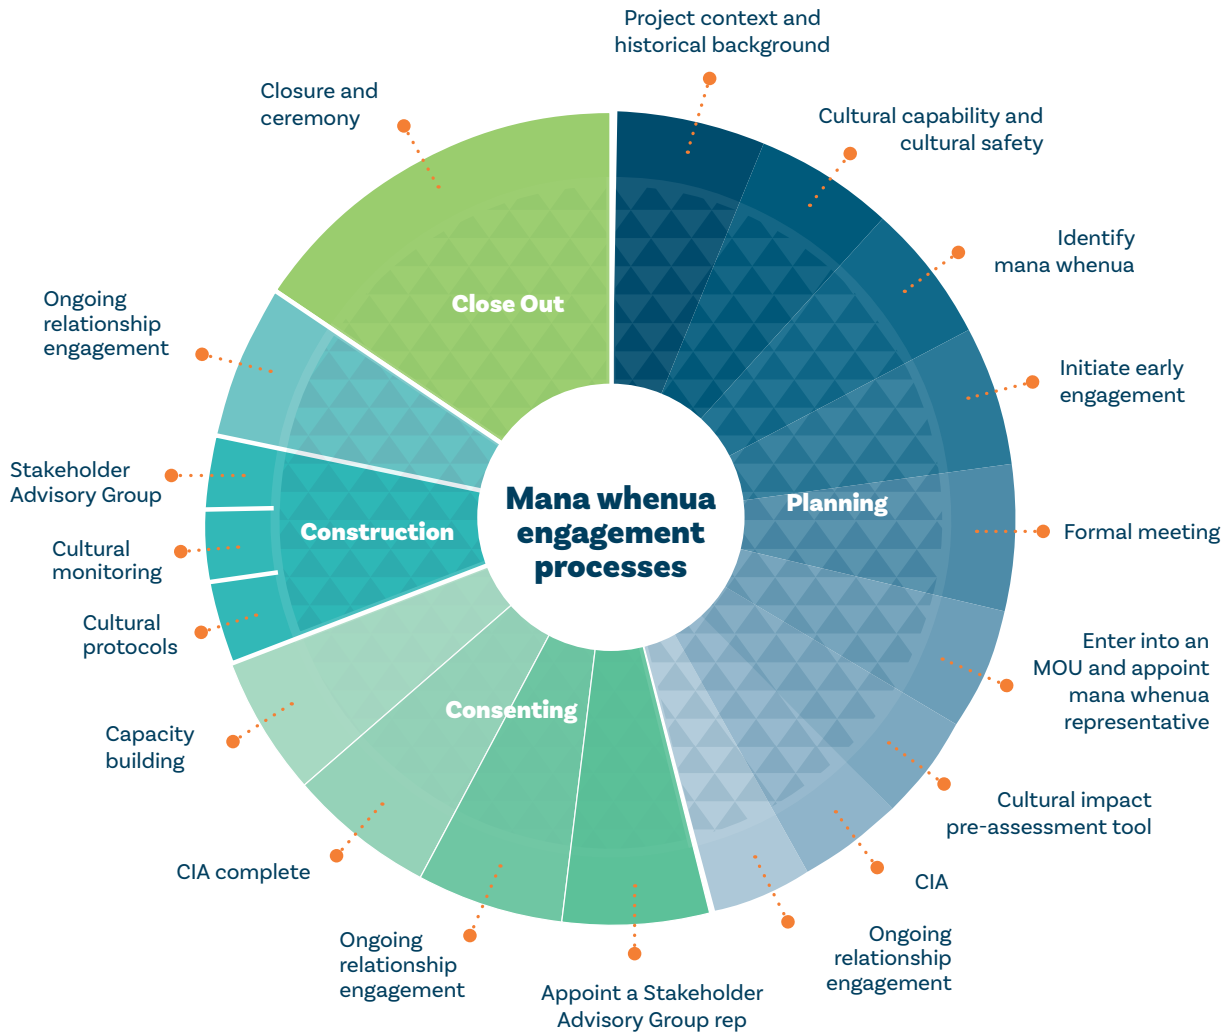 Project context and
historical background
Cultural capability and
cultural safety
Identify
mana whenua
Initiate early
engagement
Formal meeting
Enter into an
MOU and appoint
mana whenua
representative
Cultural impact
pre-assessment tool
CIA
Ongoing
relationship
engagement
Appoint a Stakeholder
Advisory Group rep
Ongoing
relationship
engagement
CIA complete
Capacity
building
Cultural
protocols
Cultural
monitoring
Stakeholder
Advisory Group
Ongoing
relationship
engagement
Closure and
ceremony
Close Out
Planning
Construction
Consenting
Mana whenua
engagement
processes